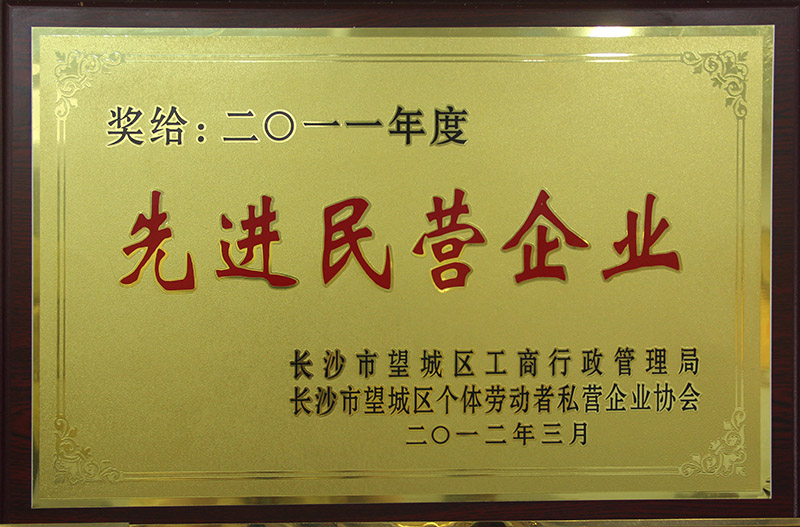 奖给：二〇一一年度
先进民营企业
长沙市望城区工商行政管理局
长沙市望城区个体劳动者私营企业协会
二〇一二年三月